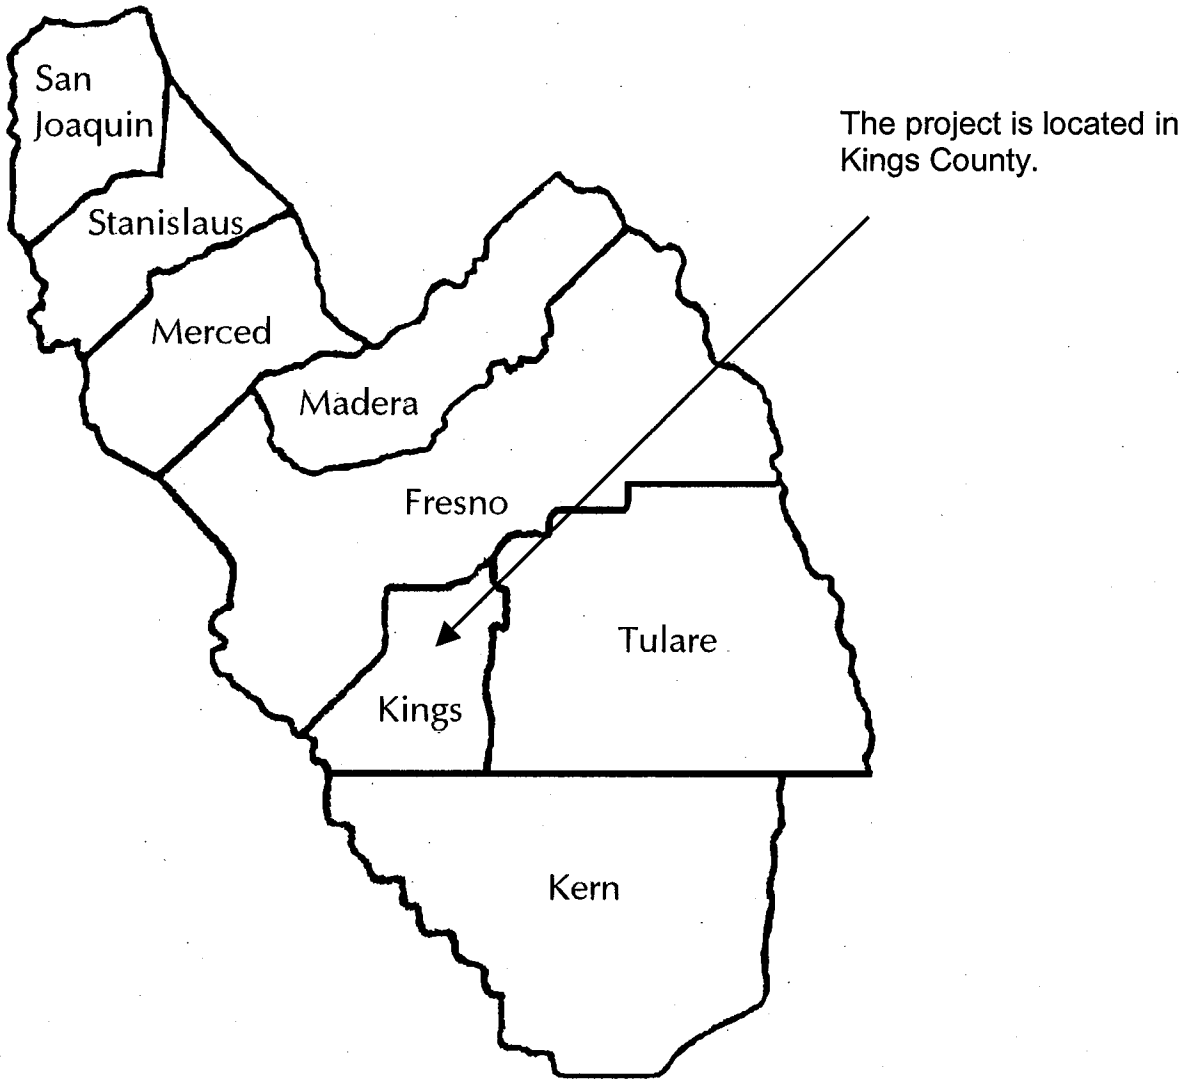 San
Joaquin
The project is located in
Kings County.
Stanislaus
Merced
Madera
Fresno
Tulare
Kings
Kern